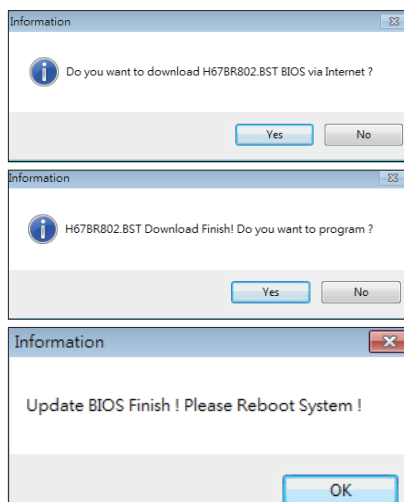 Information
Do you want to download H67BR802.BST BIOS via Internet ?
Yes No
Information
H67BR802.BST Download Finish! Do you want to program ?
Yes No
Information
Update BIOS Finish ! Please Reboot System !
OK